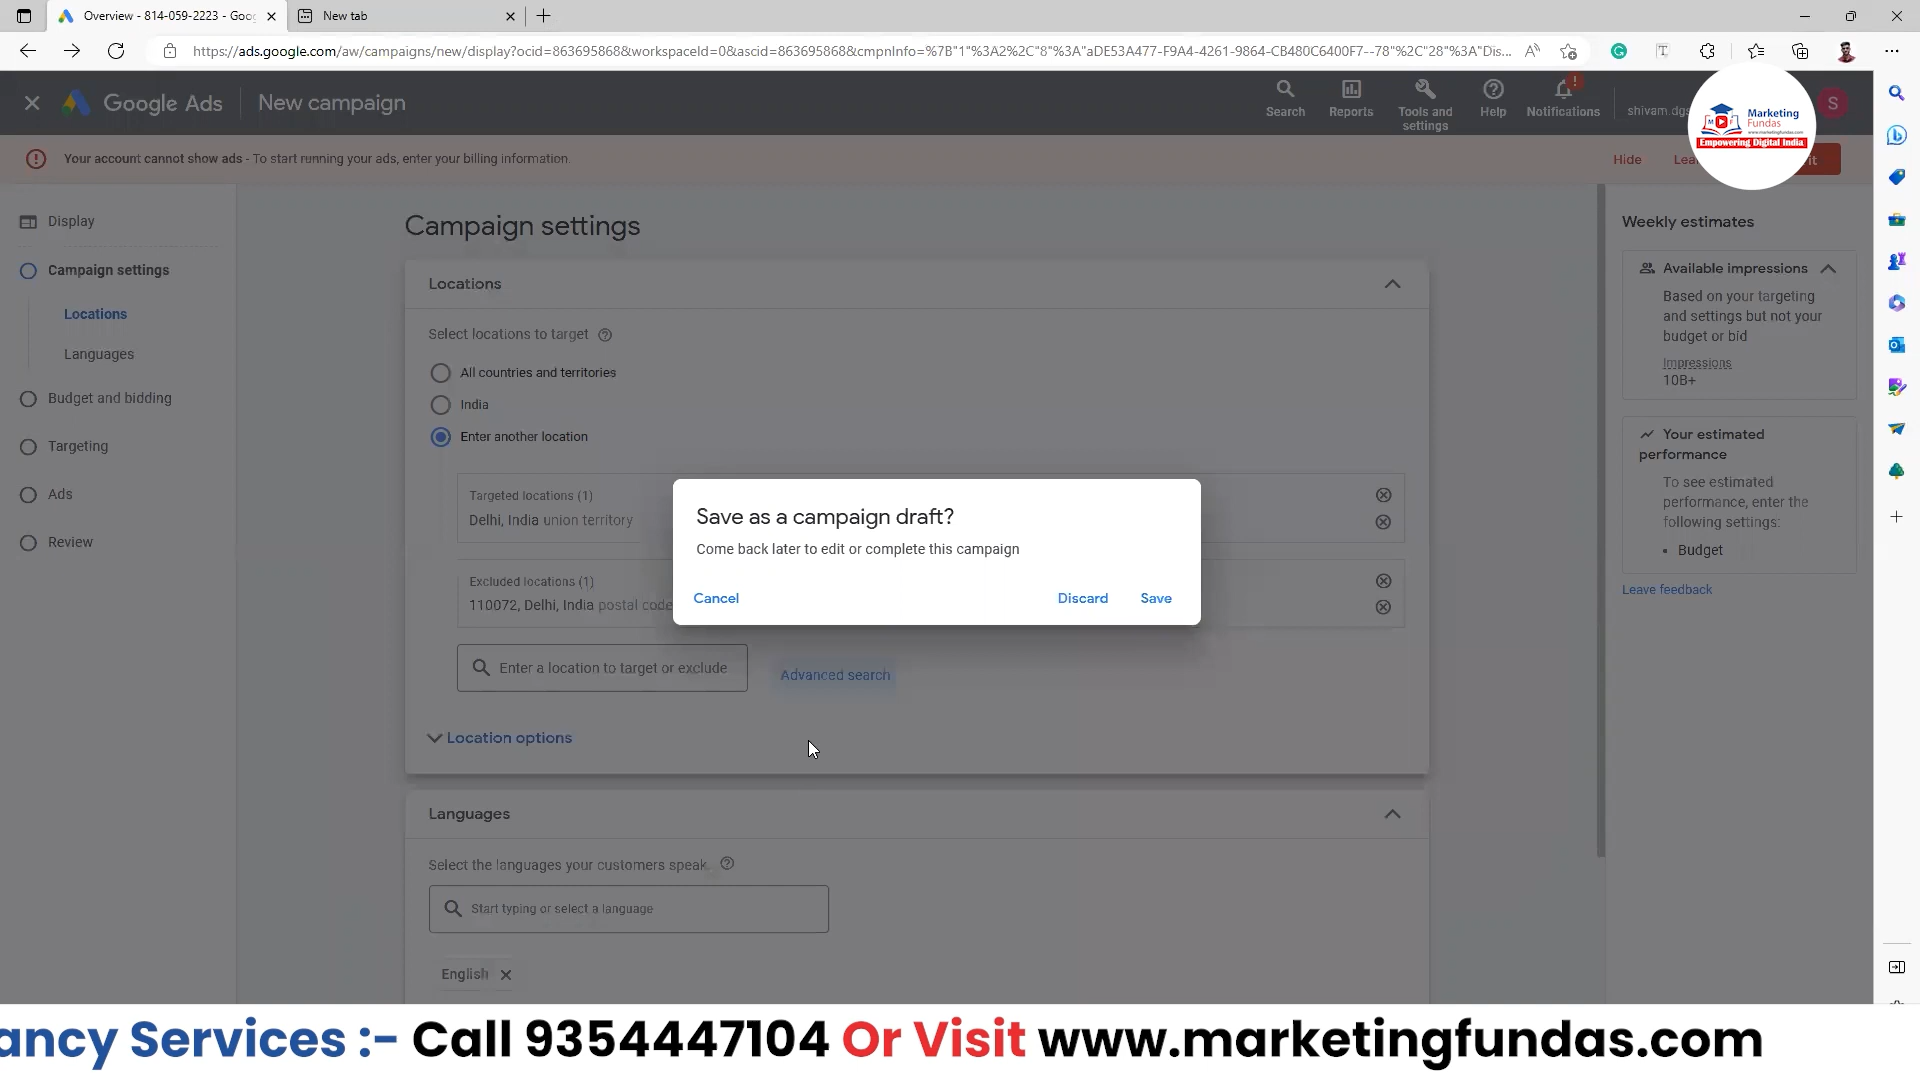 Overview - 814-059-2223 - Goog
New tab
https://ads.google.com/aw/campaigns/new/display?ocid=863695868&workspaceId=0&ascid=863695868&cmpnInfo=%7B"1"%3A2%2C"8"%3A"aDE53A477-F9A4-4261-9864-CB480C6400F7--78"%2C"28"%3A"Dis...
Google Ads
New campaign
Search
Reports
Tools and
settings
Help
Notifications
shivam.dgs
S
Marketing
Fundas
www.marketingfundas.com
Empowering Digital India
Your account cannot show ads - To start running your ads, enter your billing information.
Hide
Display
Campaign settings
Locations
Languages
Budget and bidding
Targeting
Ads
Review
Campaign settings
Locations
Select locations to target
All countries and territories
India
Enter another location
Targeted locations (1)
Delhi, India union territory
Excluded locations (1)
110072, Delhi, India postal code
Enter a location to target or exclude
Advanced search
Location options
Save as a campaign draft?
Come back later to edit or complete this campaign
Cancel
Discard
Save
Languages
Select the languages your customers speak.
Start typing or select a language
English
Weekly estimates
Available impressions
Based on your targeting
and settings but not your
budget or bid
Impressions
10B+
Your estimated
performance
To see estimated
performance, enter the
following settings:
• Budget
Leave feedback
ancy Services :- Call 9354447104 Or Visit www.marketingfundas.com